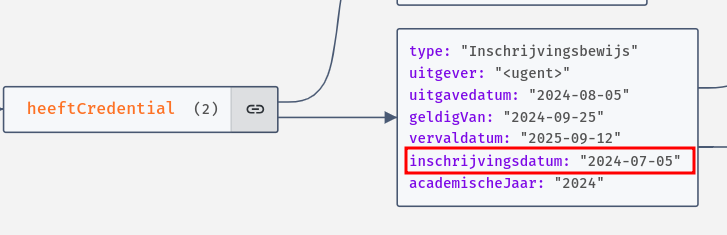 heeftCredential (2)
type: "Inschrijvingsbewijs"
uitgever: "<ugent>"
uitgavedatum: "2024-08-05"
geldigVan: "2024-09-25"
vervaldatum: "2025-09-12"
inschrijvingsdatum: "2024-07-05"
academischeJaar: "2024"